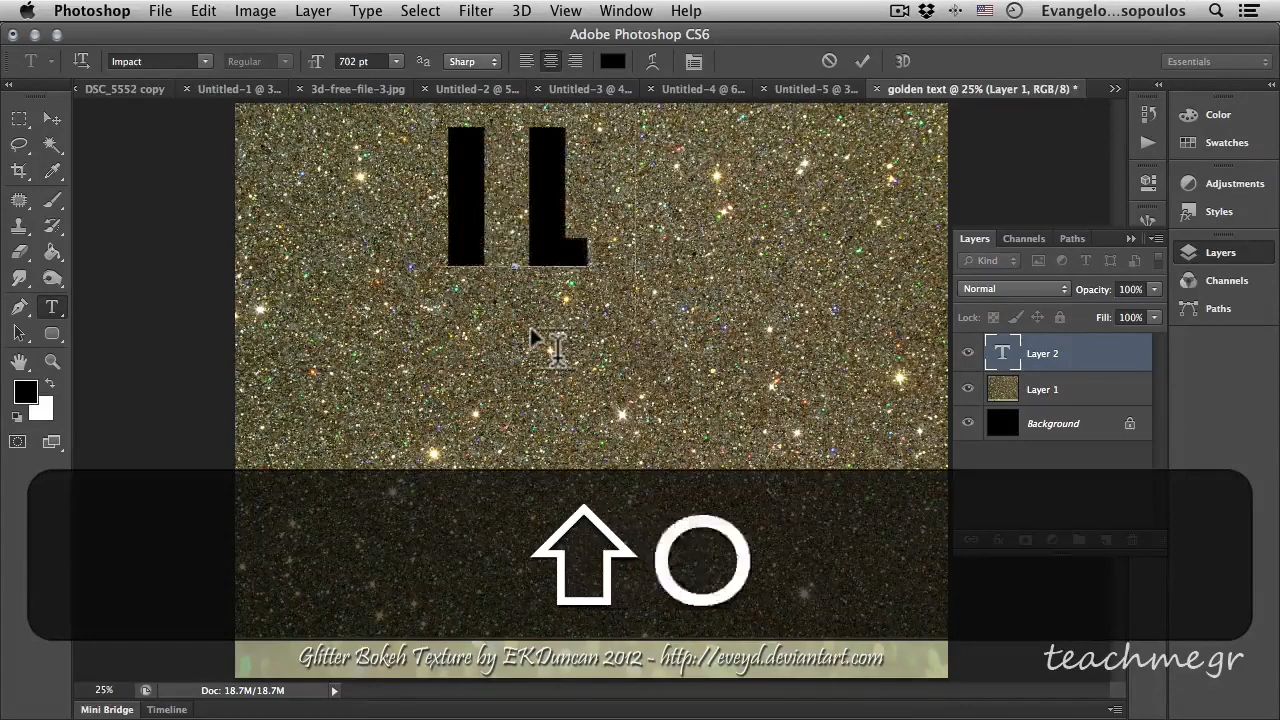 Photoshop File Edit Image Layer Type Select Filter 3D View Window Help Evangelo...sopoulos
Adobe Photoshop CS6
T Impact Regular 702 pt aa Sharp 3D Essentials
DSC_5552 copy × Untitled-1 @ 3... × 3d-free-file-3.jpg × Untitled-2 @ 5... × Untitled-3 @ 4... × Untitled-4 @ 6... × Untitled-5 @ 3... × golden text @ 25% (Layer 1, RGB/8) *
I L
Color
Swatches
Adjustments
Styles
Layers
Channels
Paths
Layers Channels Paths
Kind
Normal Opacity: 100%
Lock: Fill: 100%
T Layer 2
Layer 1
Background
O
Glitter Bokeh Texture by EKDuncan 2012 - http://eveyd.deviantart.com
teachme.gr
25% Doc: 18.7M/18.7M
Mini Bridge Timeline